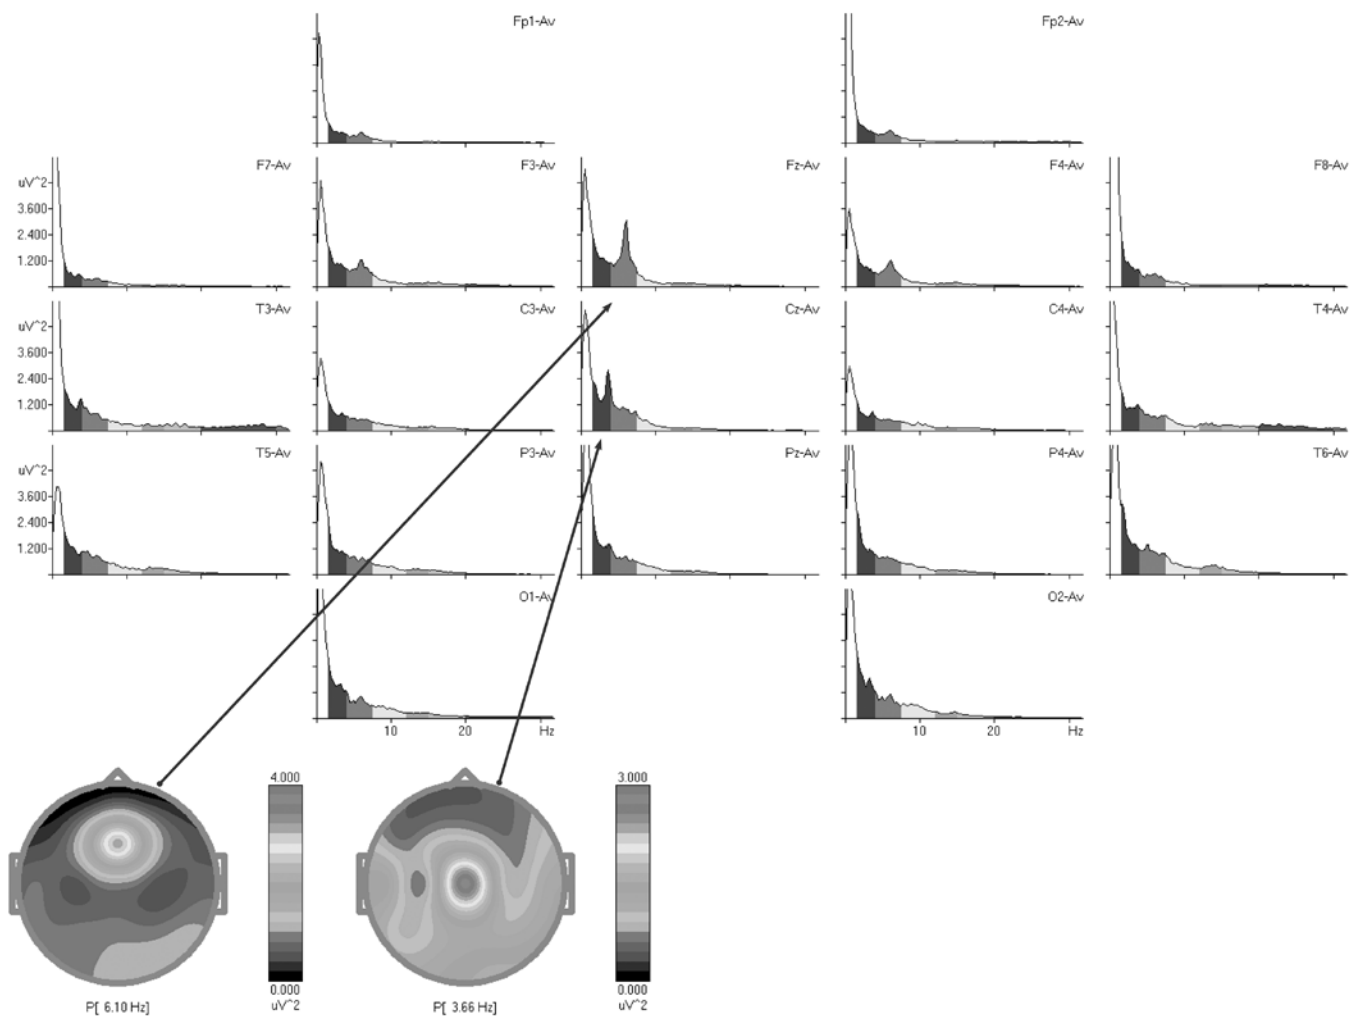 Fp1-Av
Fp2-Av
F7-Av
F3-Av
Fz-Av
F4-Av
F8-Av
uV^2
3.600
2.400
1.200
T3-Av
C3-Av
Cz-Av
C4-Av
T4-Av
uV^2
3.600
2.400
1.200
T5-Av
P3-Av
Pz-Av
P4-Av
T6-Av
uV^2
3.600
2.400
1.200
O1-Av
O2-Av
10 20 Hz
10 20 Hz
4.000
3.000
0.000
uV^2
0.000
uV^2
P[ 6.10 Hz]
P[ 3.66 Hz]